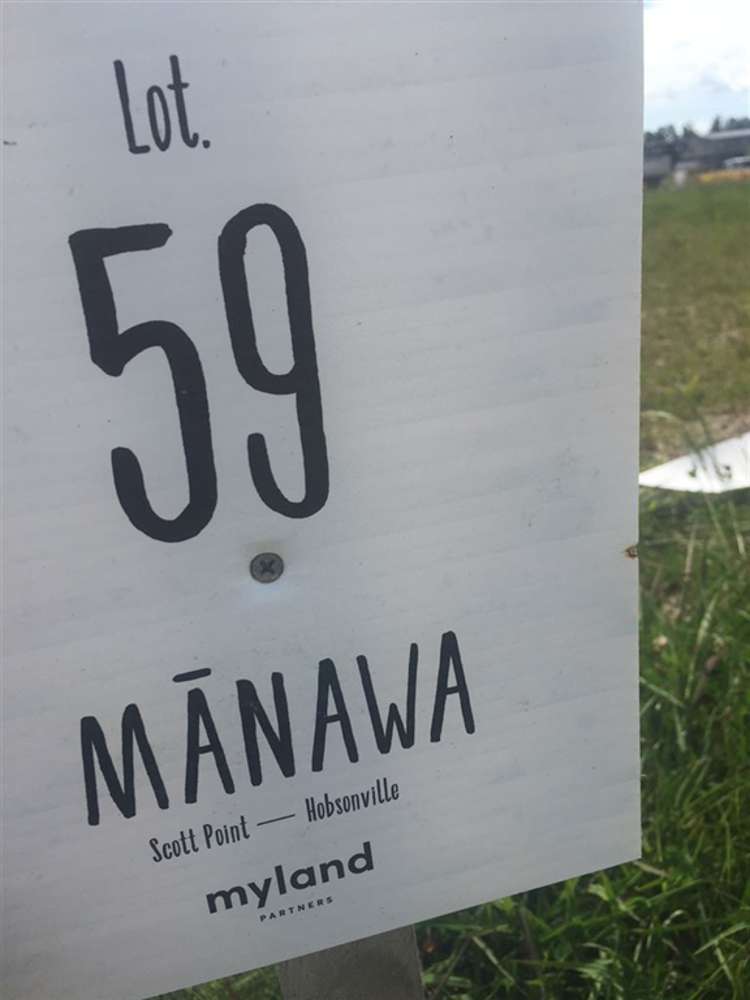 Lot.
59
MĀNAWA
Scott Point — Hobsonville
myland
PARTNERS